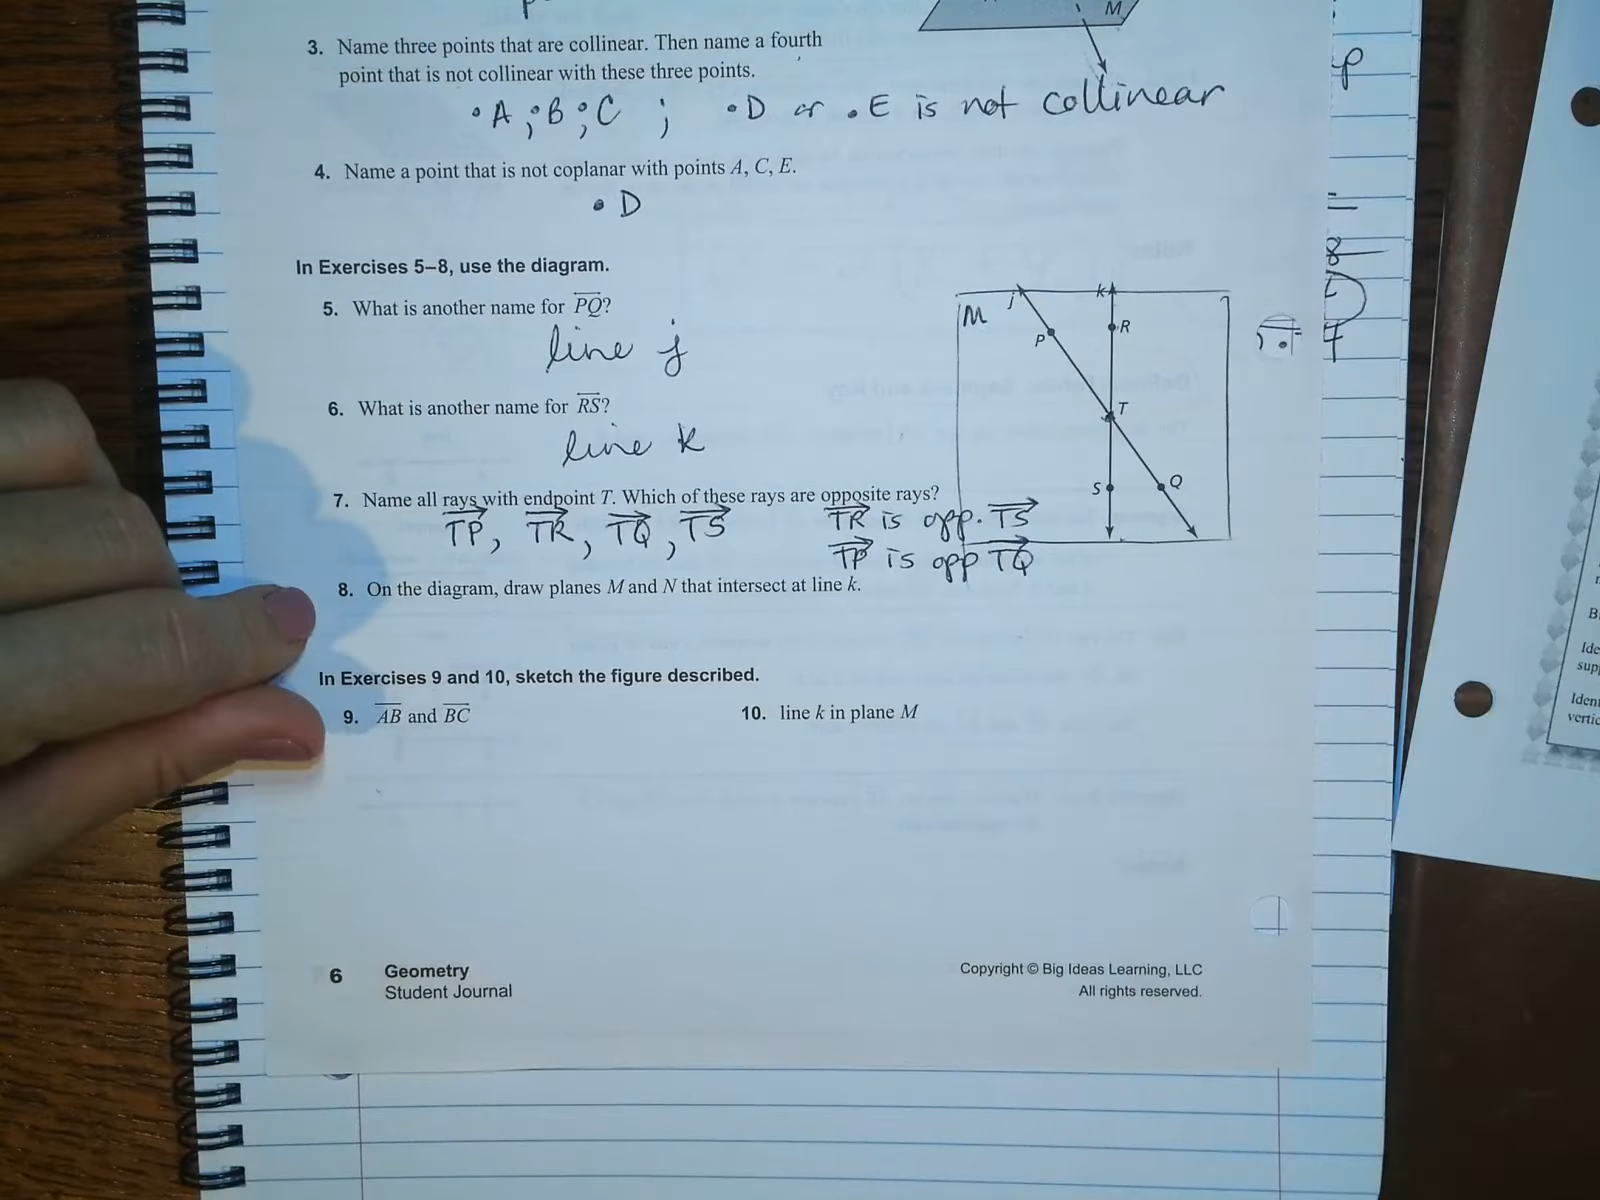 M
3. Name three points that are collinear. Then name a fourth
point that is not collinear with these three points.
•A ; •B ; •C ; •D or •E is not collinear
4. Name a point that is not coplanar with points A, C, E.
•D
In Exercises 5–8, use the diagram.
5. What is another name for PQ?
line j
6. What is another name for RS?
line k
M
j
k
P
R
T
S
Q
7. Name all rays with endpoint T. Which of these rays are opposite rays?
TP, TR, TQ, TS TR is opp. TS
TP is opp TQ
8. On the diagram, draw planes M and N that intersect at line k.
In Exercises 9 and 10, sketch the figure described.
9. AB and BC
10. line k in plane M
6 Geometry
Student Journal
Copyright © Big Ideas Learning, LLC
All rights reserved.